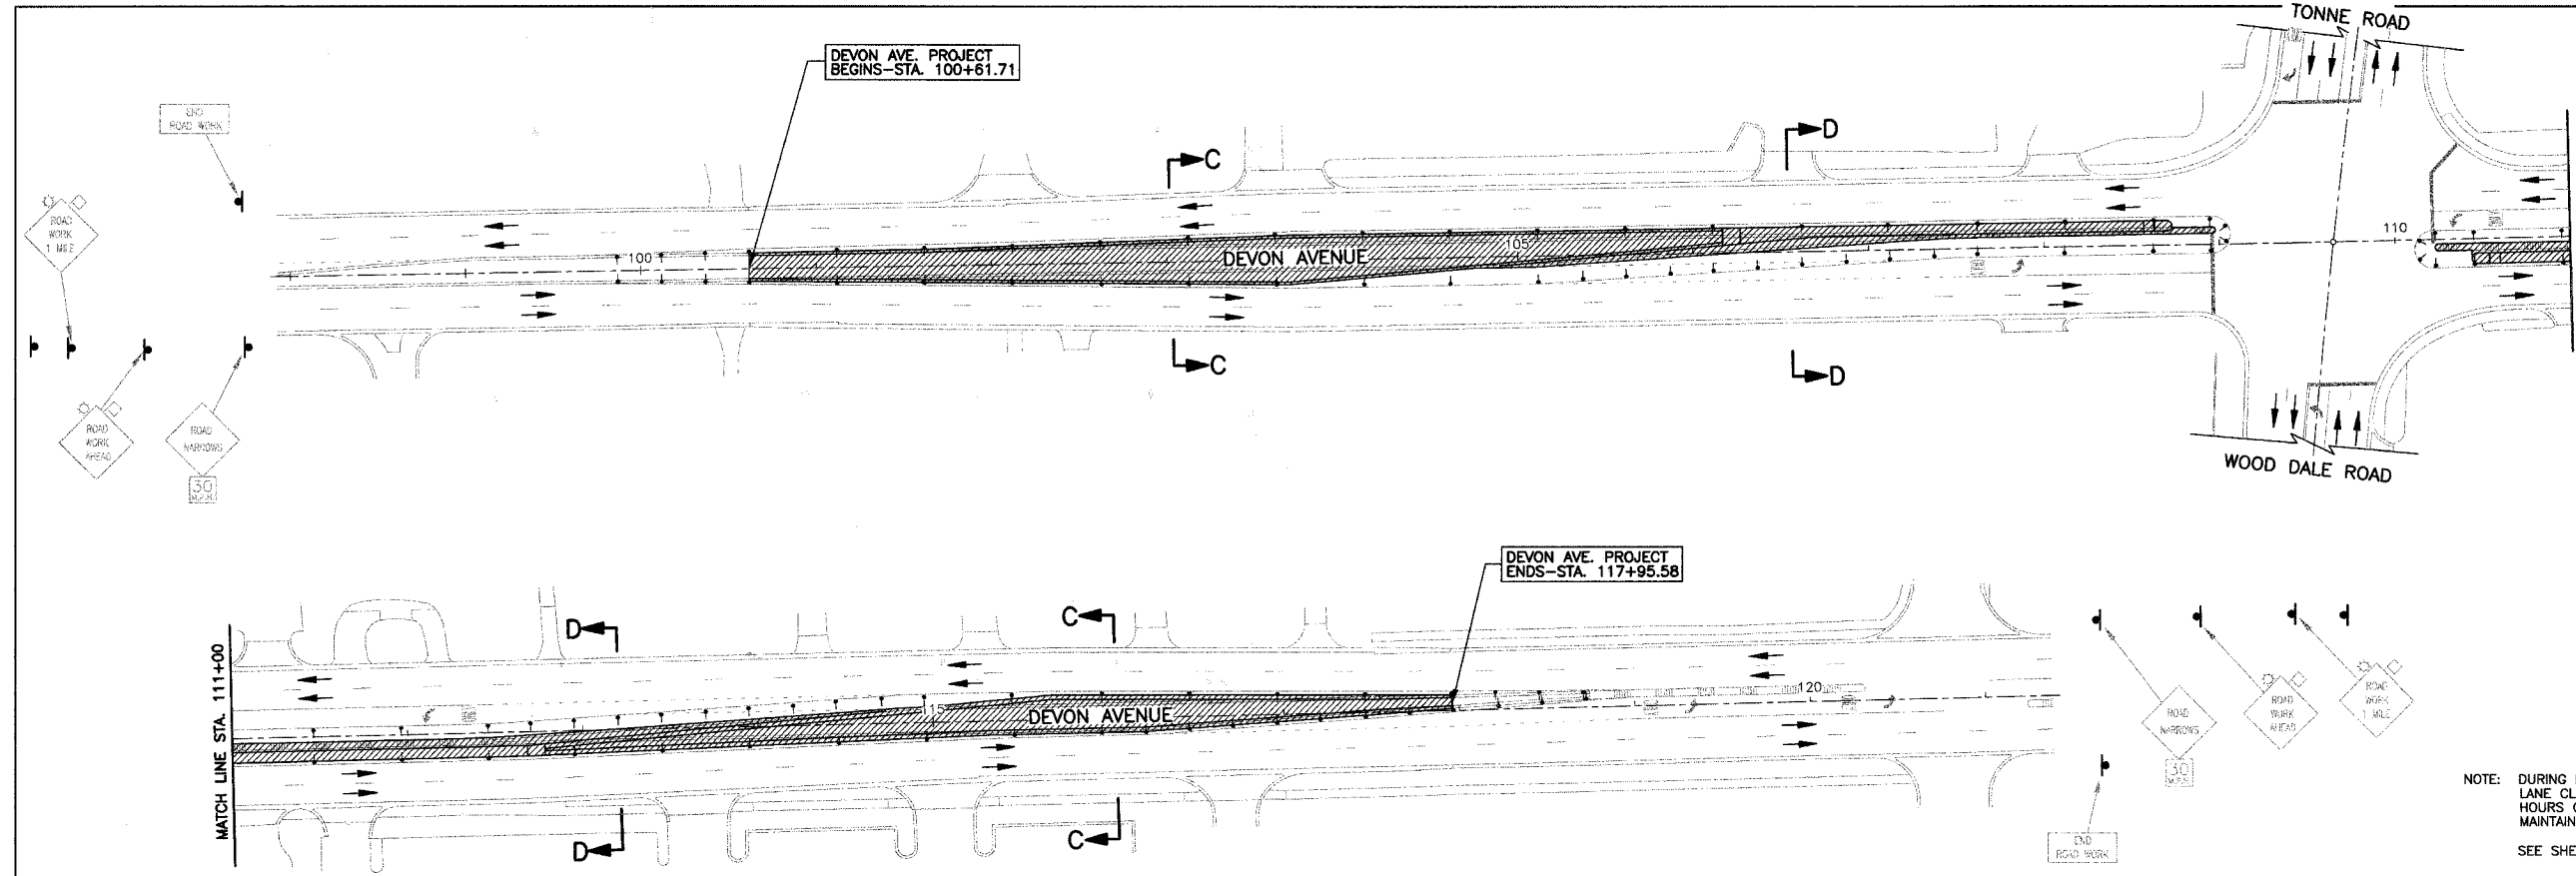 TONNE ROAD
DEVON AVE. PROJECT
BEGINS-STA. 100+61.71
END
ROAD WORK
ROAD
WORK
1 MILE
C
D
100
DEVON AVENUE
105
110
C
D
ROAD
WORK
AHEAD
ROAD
NARROWS
30
M.P.H.
WOOD DALE ROAD
DEVON AVE. PROJECT
ENDS-STA. 117+95.58
MATCH LINE STA. 111+00
D
C
115
DEVON AVENUE
120
D
C
ROAD
NARROWS
30
ROAD
WORK
AHEAD
ROAD
WORK
1 MILE
END
ROAD WORK
NOTE: DURING
LANE CL
HOURS
MAINTAIN
SEE SHE